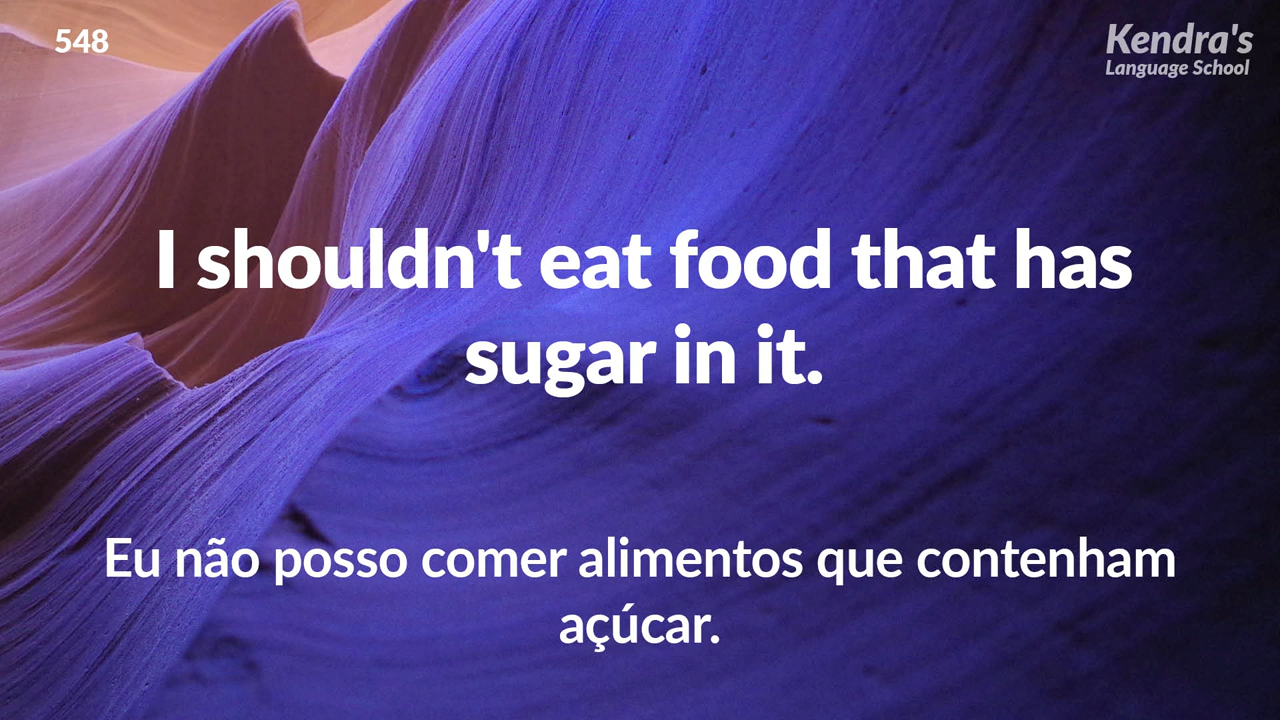 548
Kendra's
Language School
I shouldn't eat food that has
sugar in it.
Eu não posso comer alimentos que contenham
açúcar.